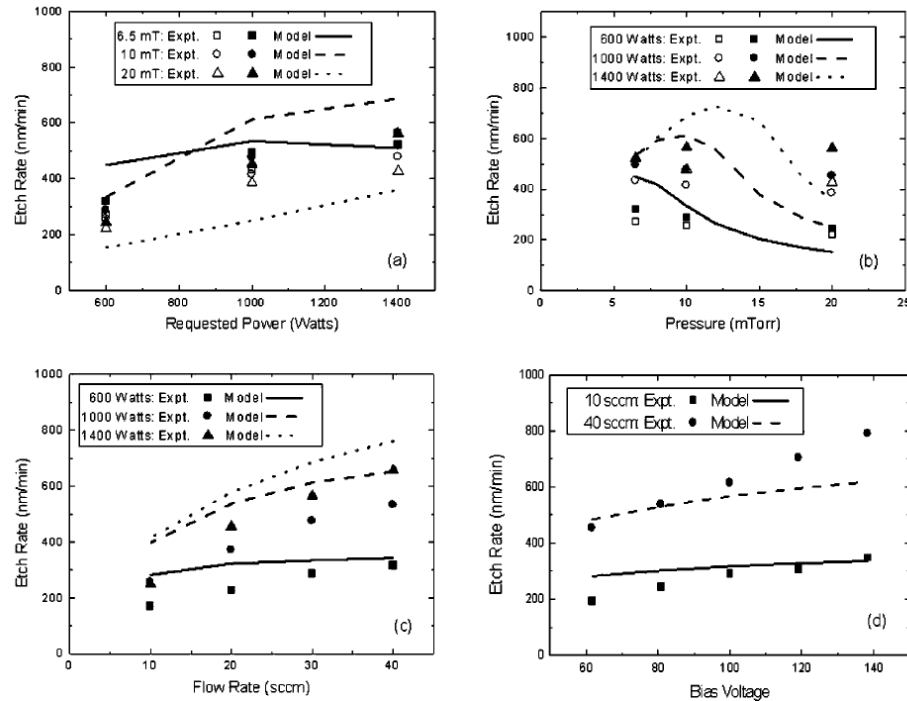 1000
800
600
400
200
0
Etch Rate (nm/min)
6.5 mT: Expt. Model
10 mT: Expt. Model
20 mT: Expt. Model
(a)
600 800 1000 1200 1400
Requested Power (Watts)
1000
800
600
400
200
0
Etch Rate (nm/min)
600 Watts: Expt. Model
1000 Watts: Expt. Model
1400 Watts: Expt. Model
(b)
0 5 10 15 20 25
Pressure (mTorr)
1000
800
600
400
200
0
Etch Rate (nm/min)
600 Watts: Expt. Model
1000 Watts: Expt. Model
1400 Watts: Expt. Model
(c)
0 10 20 30 40
Flow Rate (sccm)
1000
800
600
400
200
0
Etch Rate (nm/min)
10 sccm: Expt. Model
40 sccm: Expt. Model
(d)
60 80 100 120 140
Bias Voltage